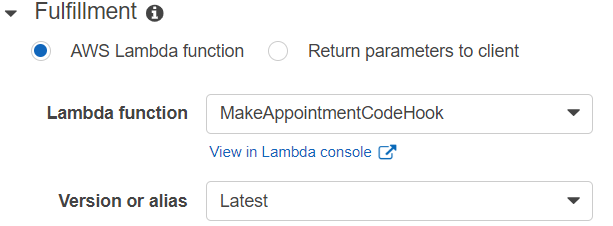 Fulfillment
AWS Lambda function Return parameters to client
Lambda function MakeAppointmentCodeHook
View in Lambda console
Version or alias Latest